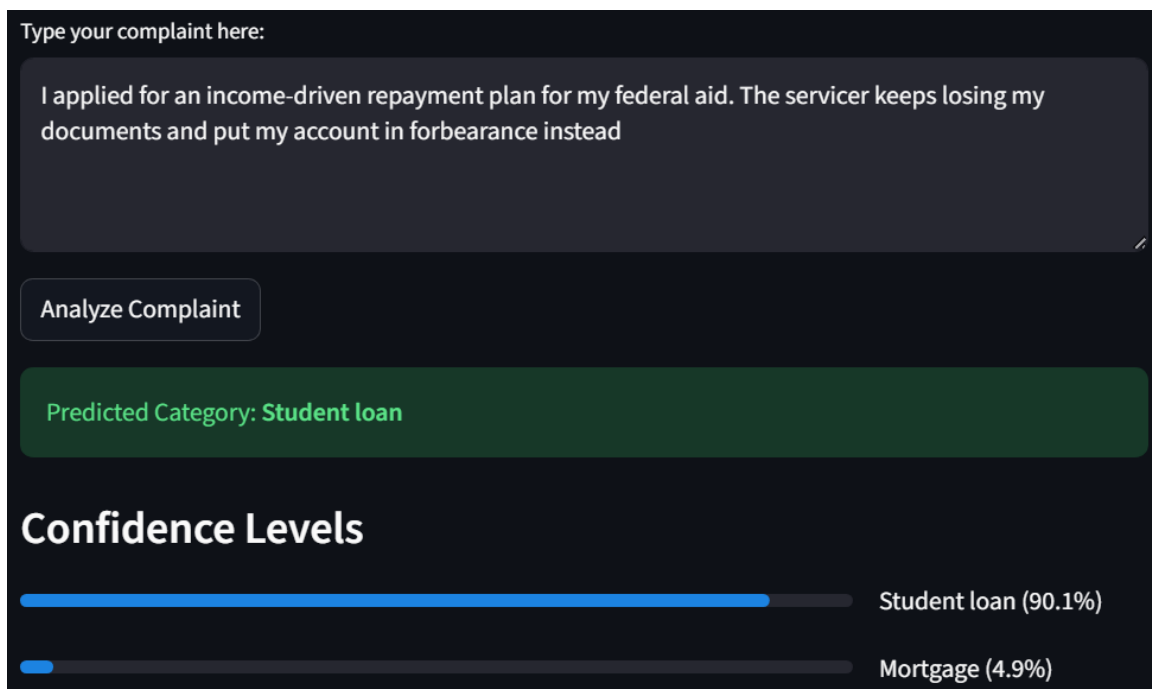 Type your complaint here:
I applied for an income-driven repayment plan for my federal aid. The servicer keeps losing my
documents and put my account in forbearance instead
Analyze Complaint
Predicted Category: Student loan
Confidence Levels
Student loan (90.1%)
Mortgage (4.9%)